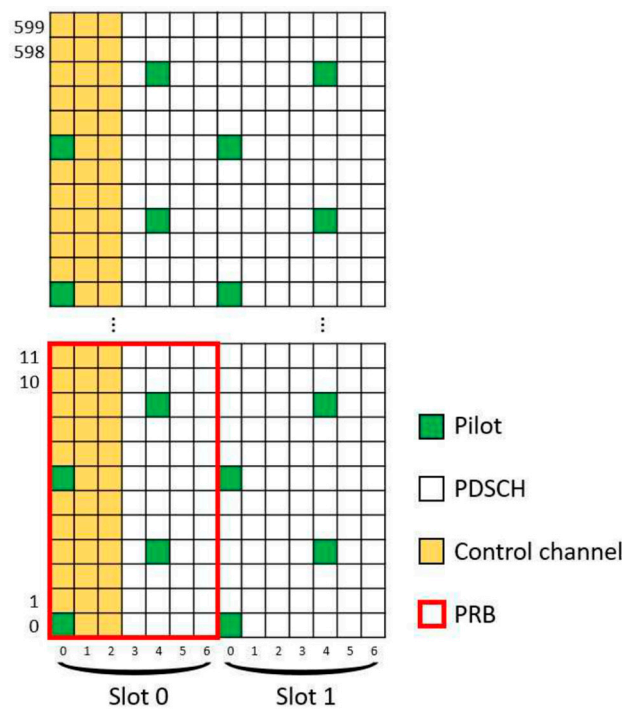 599
598
⋮ ⋮
11
10
1
0
0 1 2 3 4 5 6 0 1 2 3 4 5 6
Slot 0 Slot 1
Pilot
PDSCH
Control channel
PRB